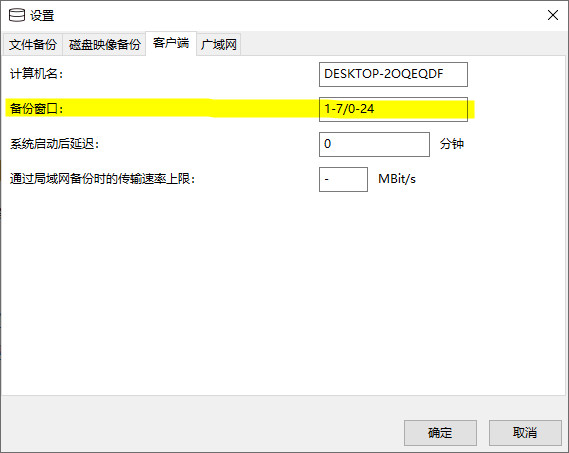 设置
文件备份 磁盘映像备份 客户端 广域网
计算机名: DESKTOP-2OQEQDF
备份窗口: 1-7/0-24
系统启动后延迟: 0 分钟
通过局域网备份时的传输速率上限: - MBit/s
确定 取消